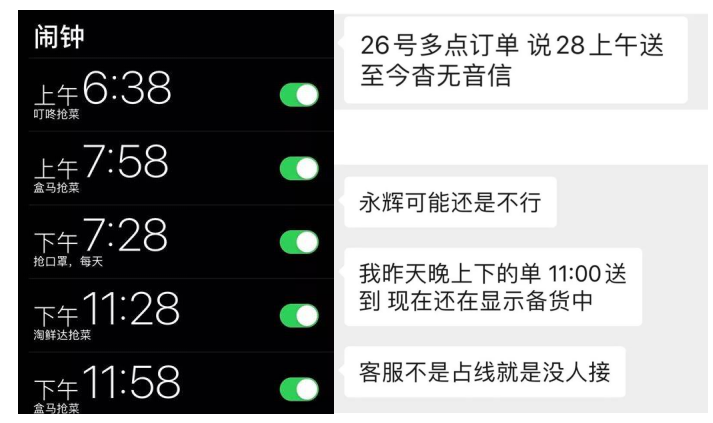 闹钟
上午6:38
叮咚抢菜
上午7:58
盒马抢菜
下午7:28
抢口罩，每天
下午11:28
淘鲜达抢菜
下午11:58
盒马抢菜
26号多点订单 说28上午送
至今杳无音信
永辉可能还是不行
我昨天晚上下的单 11:00送
到 现在还在显示备货中
客服不是占线就是没人接